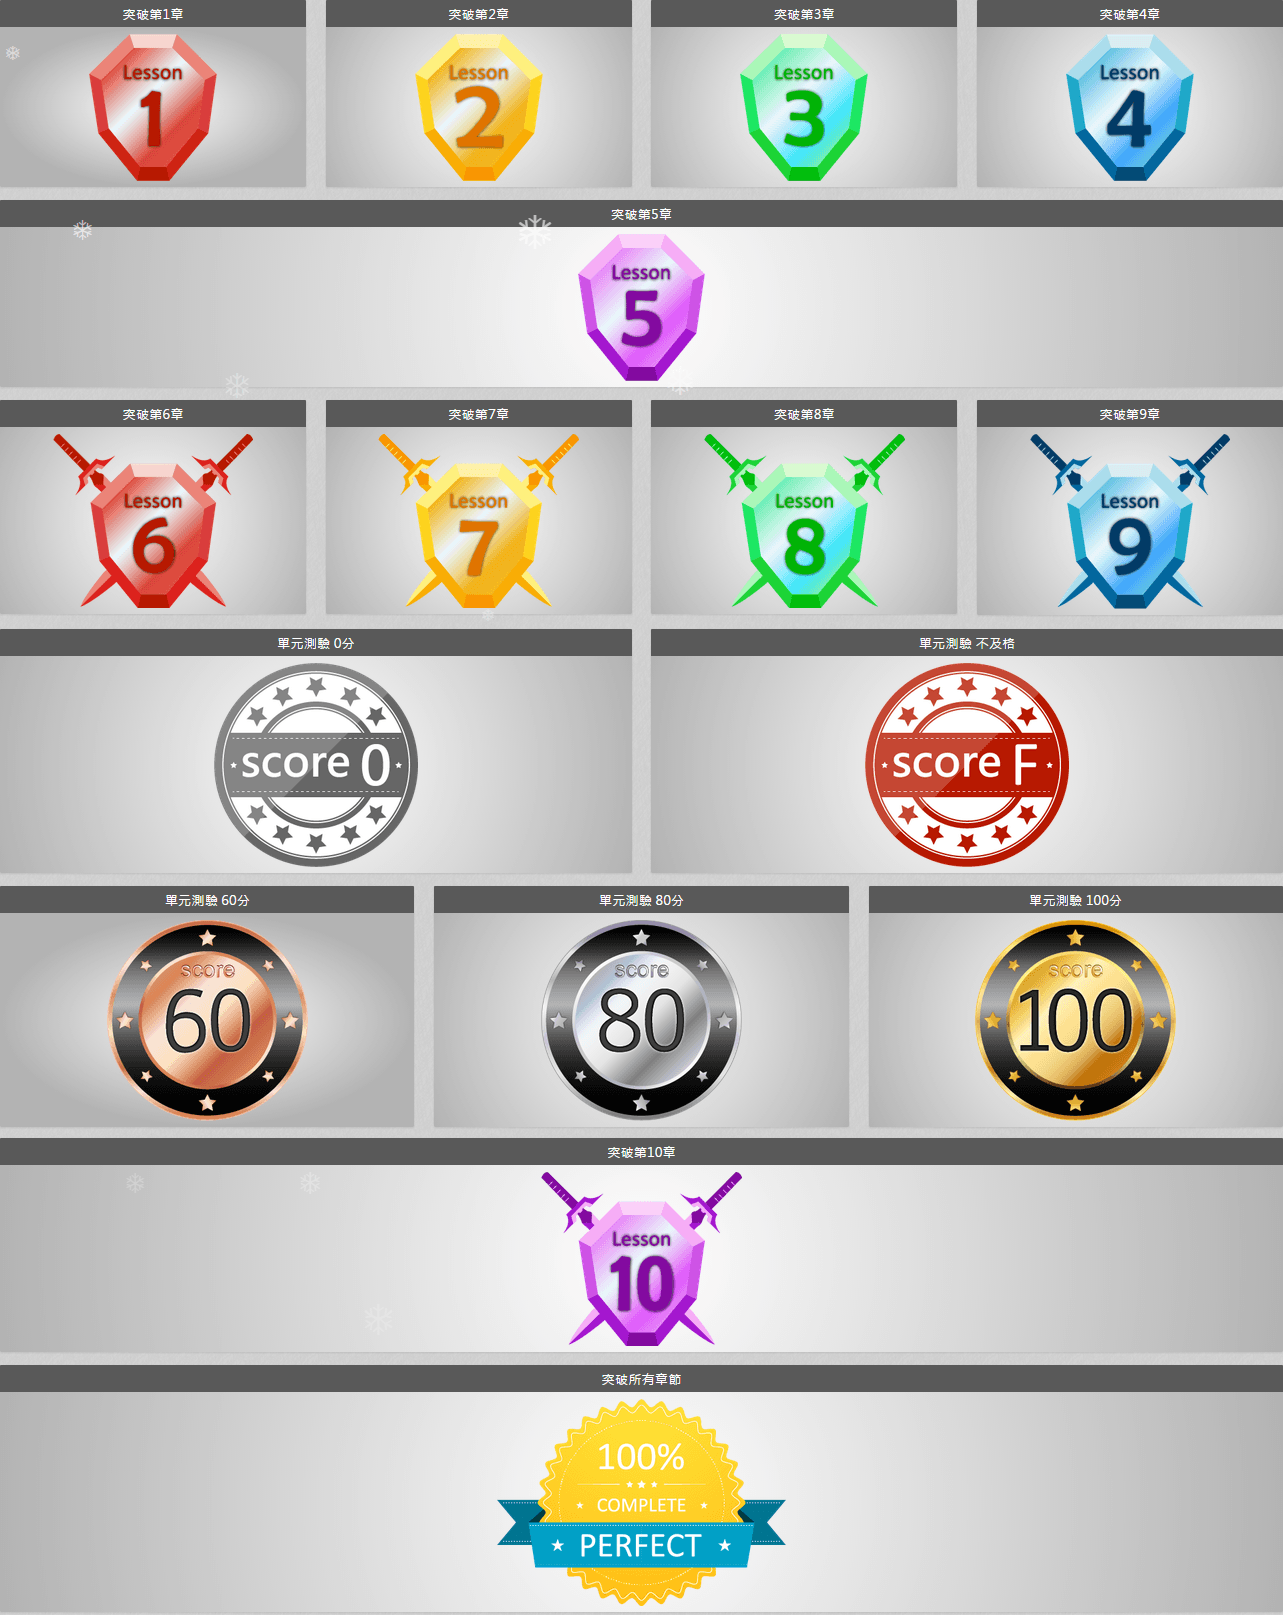 突破第1章
突破第2章
突破第3章
突破第4章
Lesson
1
Lesson
2
Lesson
3
Lesson
4
突破第5章
Lesson
5
突破第6章
突破第7章
突破第8章
突破第9章
Lesson
6
Lesson
7
Lesson
8
Lesson
9
單元測驗 0分
單元測驗 不及格
score 0
score F
單元測驗 60分
單元測驗 80分
單元測驗 100分
score
60
score
80
score
100
突破第10章
Lesson
10
突破所有章節
100%
COMPLETE
PERFECT